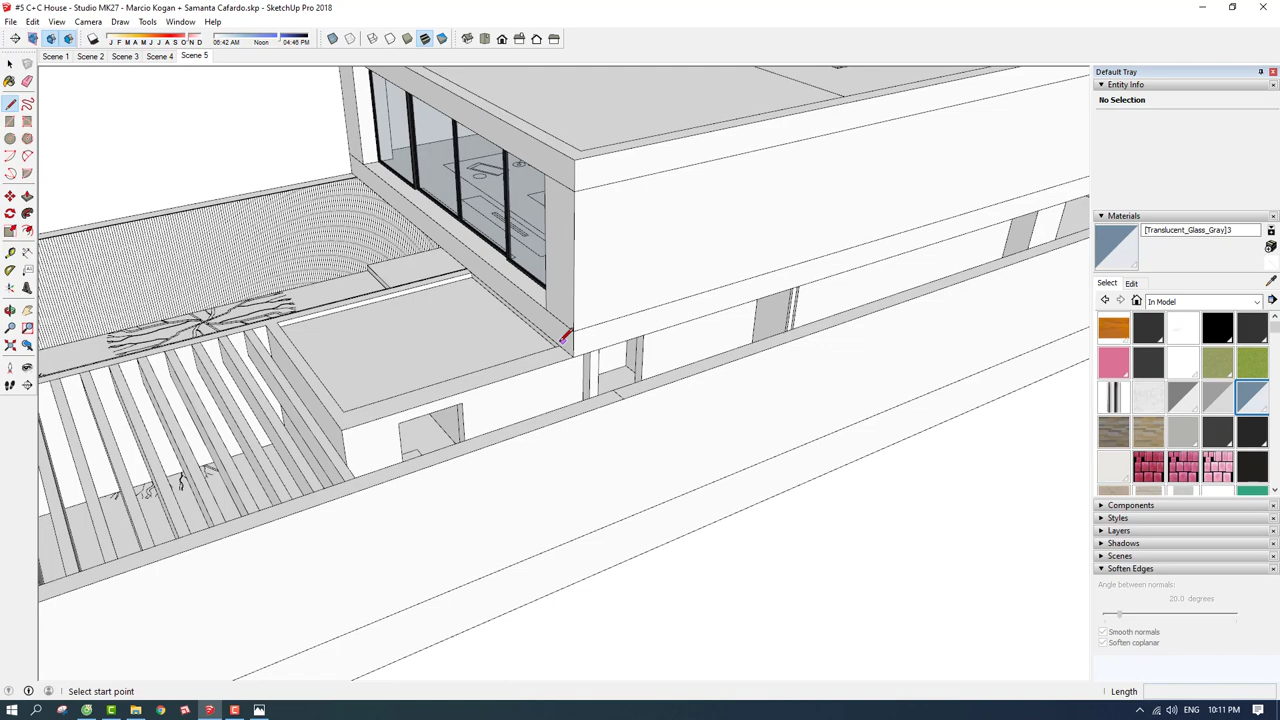 #5 C+C House - Studio MK27 - Marcio Kogan + Samanta Cafardo.skp - SketchUp Pro 2018
File Edit View Camera Draw Tools Window Help
J F M A M J J A S O N D
06:42 AM Noon 04:46 PM
Scene 1 Scene 2 Scene 3 Scene 4 Scene 5
Default Tray
Entity Info
No Selection
Materials
[Translucent_Glass_Gray]3
Select Edit
In Model
Components
Styles
Layers
Shadows
Scenes
Soften Edges
Angle between normals:
20.0 degrees
Smooth normals
Soften coplanar
Select start point
Length
ENG 10:11 PM